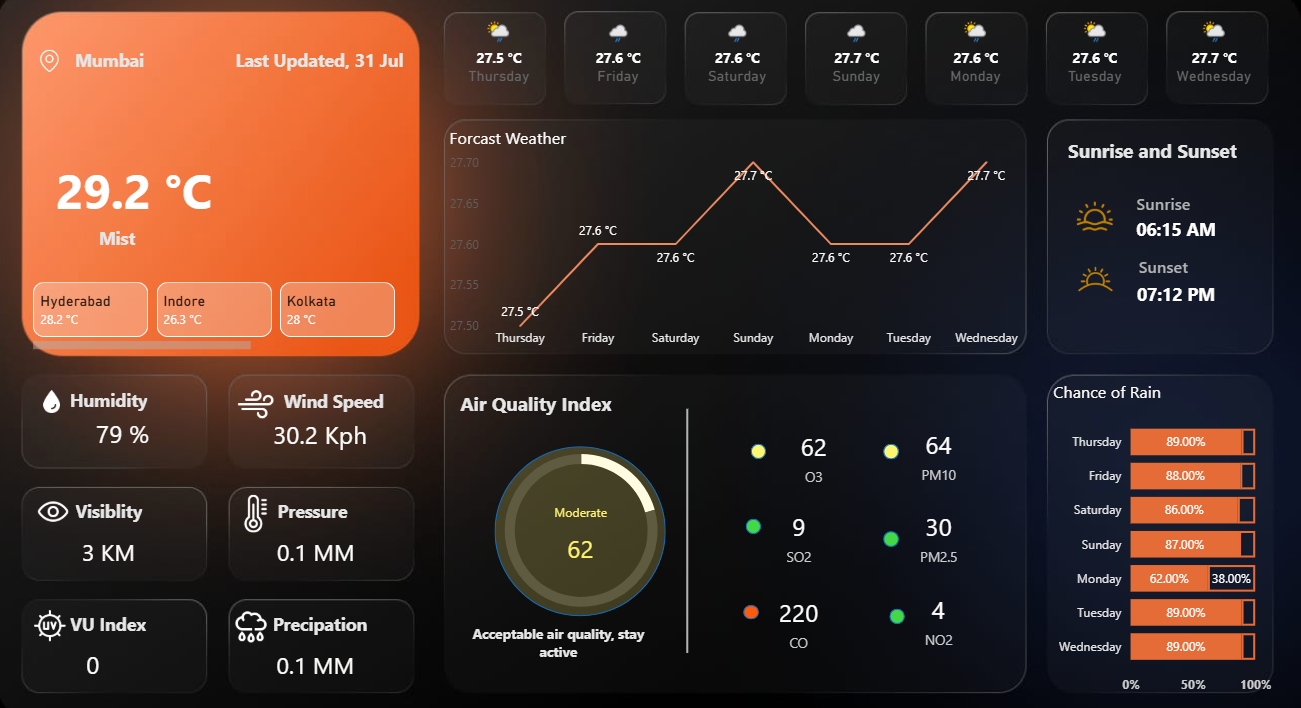 Mumbai
Last Updated, 31 Jul
29.2 °C
Mist
Hyderabad
28.2 °C
Indore
26.3 °C
Kolkata
28 °C
27.5 °C
Thursday
27.6 °C
Friday
27.6 °C
Saturday
27.7 °C
Sunday
27.6 °C
Monday
27.6 °C
Tuesday
27.7 °C
Wednesday
Forcast Weather
27.70
27.65
27.60
27.55
27.50
27.5 °C
27.6 °C
27.6 °C
27.7 °C
27.6 °C
27.6 °C
27.7 °C
Thursday
Friday
Saturday
Sunday
Monday
Tuesday
Wednesday
Sunrise and Sunset
Sunrise
06:15 AM
Sunset
07:12 PM
Humidity
79 %
Wind Speed
30.2 Kph
Visiblity
3 KM
Pressure
0.1 MM
UV
VU Index
0
Precipation
0.1 MM
Air Quality Index
Moderate
62
Acceptable air quality, stay
active
62
O3
64
PM10
9
SO2
30
PM2.5
220
CO
4
NO2
Chance of Rain
Thursday 89.00%
Friday 88.00%
Saturday 86.00%
Sunday 87.00%
Monday 62.00% 38.00%
Tuesday 89.00%
Wednesday 89.00%
0% 50% 100%